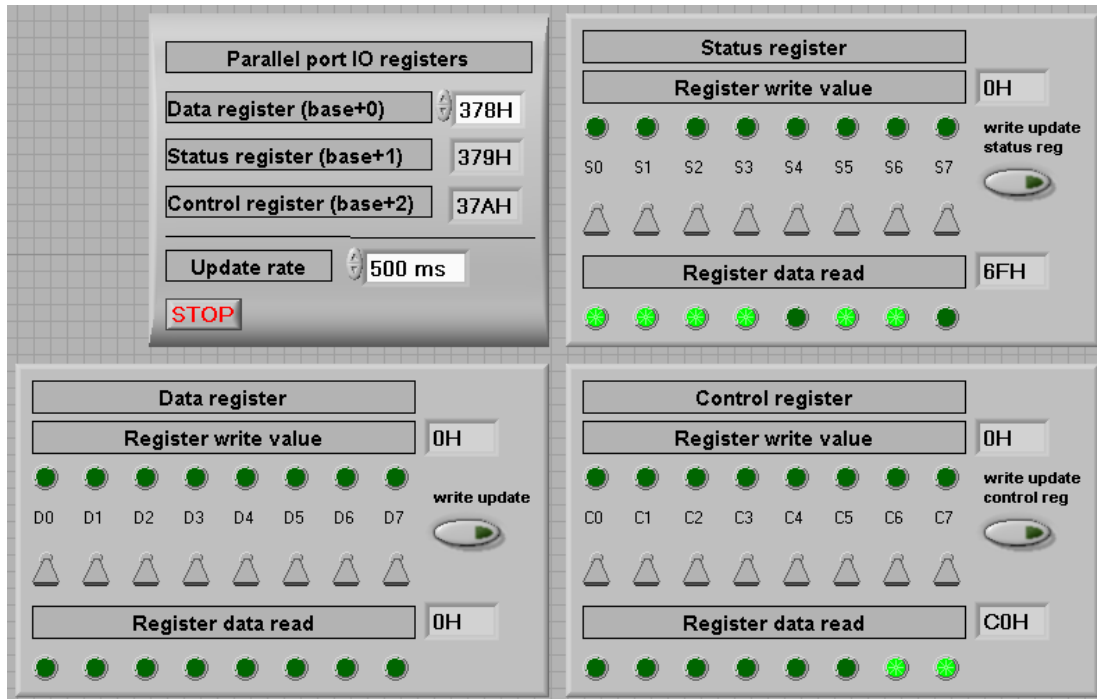 Parallel port IO registers
Data register (base+0) 378H
Status register (base+1) 379H
Control register (base+2) 37AH
Update rate 500 ms
STOP
Status register
Register write value 0H
write update
status reg
S0 S1 S2 S3 S4 S5 S6 S7
Register data read 6FH
Data register
Register write value 0H
write update
D0 D1 D2 D3 D4 D5 D6 D7
Register data read 0H
Control register
Register write value 0H
write update
control reg
C0 C1 C2 C3 C4 C5 C6 C7
Register data read C0H